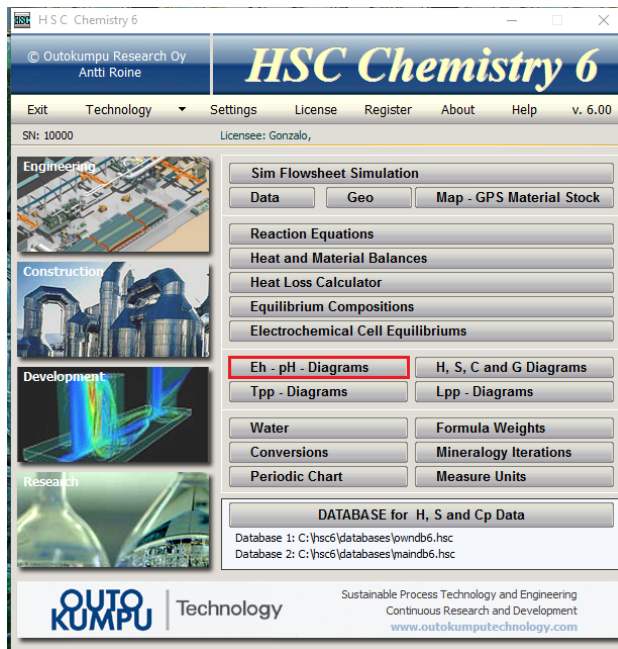 HSC H S C Chemistry 6
© Outokumpu Research Oy
Antti Roine
HSC Chemistry 6
Exit Technology Settings License Register About Help v. 6.00
SN: 10000 Licensee: Gonzalo,
Engineering
Construction
Development
Research
Sim Flowsheet Simulation
Data Geo Map - GPS Material Stock
Reaction Equations
Heat and Material Balances
Heat Loss Calculator
Equilibrium Compositions
Electrochemical Cell Equilibriums
Eh - pH - Diagrams H, S, C and G Diagrams
Tpp - Diagrams Lpp - Diagrams
Water Formula Weights
Conversions Mineralogy Iterations
Periodic Chart Measure Units
DATABASE for H, S and Cp Data
Database 1: C:\hsc6\databases\owndb6.hsc
Database 2: C:\hsc6\databases\maindb6.hsc
OUTOKUMPU Technology
Sustainable Process Technology and Engineering
Continuous Research and Development
www.outokumputechnology.com